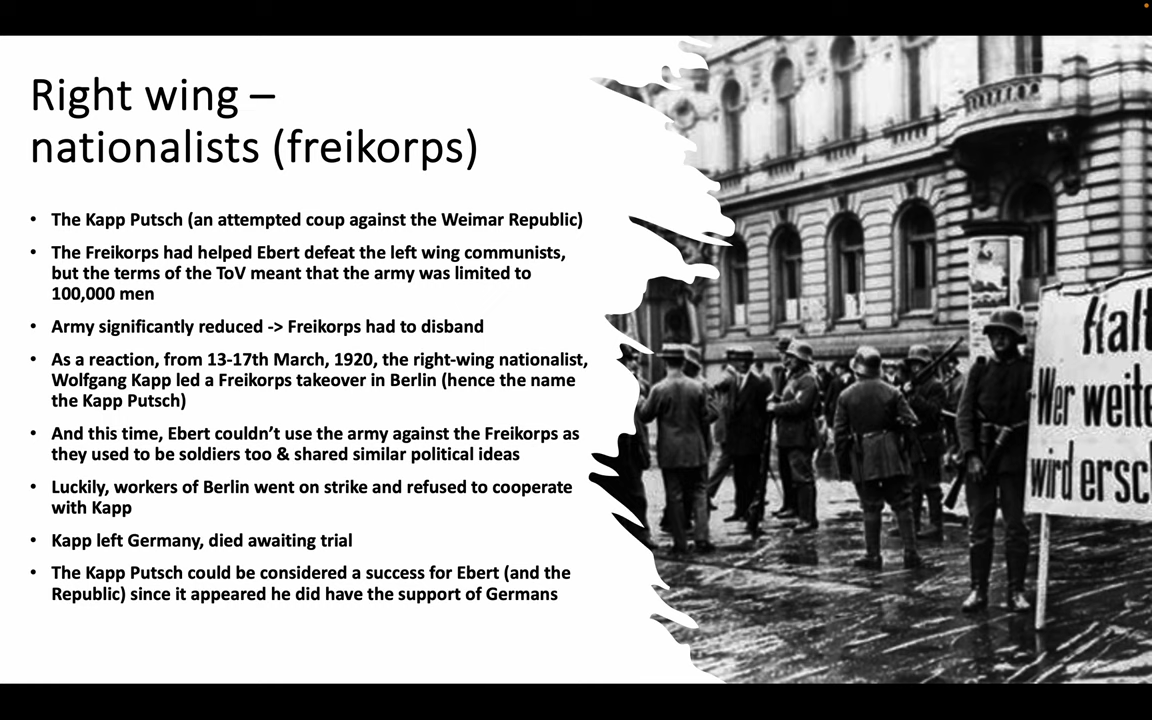 Right wing –
nationalists (freikorps)
• The Kapp Putsch (an attempted coup against the Weimar Republic)
• The Freikorps had helped Ebert defeat the left wing communists,
but the terms of the ToV meant that the army was limited to
100,000 men
• Army significantly reduced -> Freikorps had to disband
• As a reaction, from 13-17th March, 1920, the right-wing nationalist,
Wolfgang Kapp led a Freikorps takeover in Berlin (hence the name
the Kapp Putsch)
• And this time, Ebert couldn’t use the army against the Freikorps as
they used to be soldiers too & shared similar political ideas
• Luckily, workers of Berlin went on strike and refused to cooperate
with Kapp
• Kapp left Germany, died awaiting trial
• The Kapp Putsch could be considered a success for Ebert (and the
Republic) since it appeared he did have the support of Germans
Halt
Wer weite
wird ersch